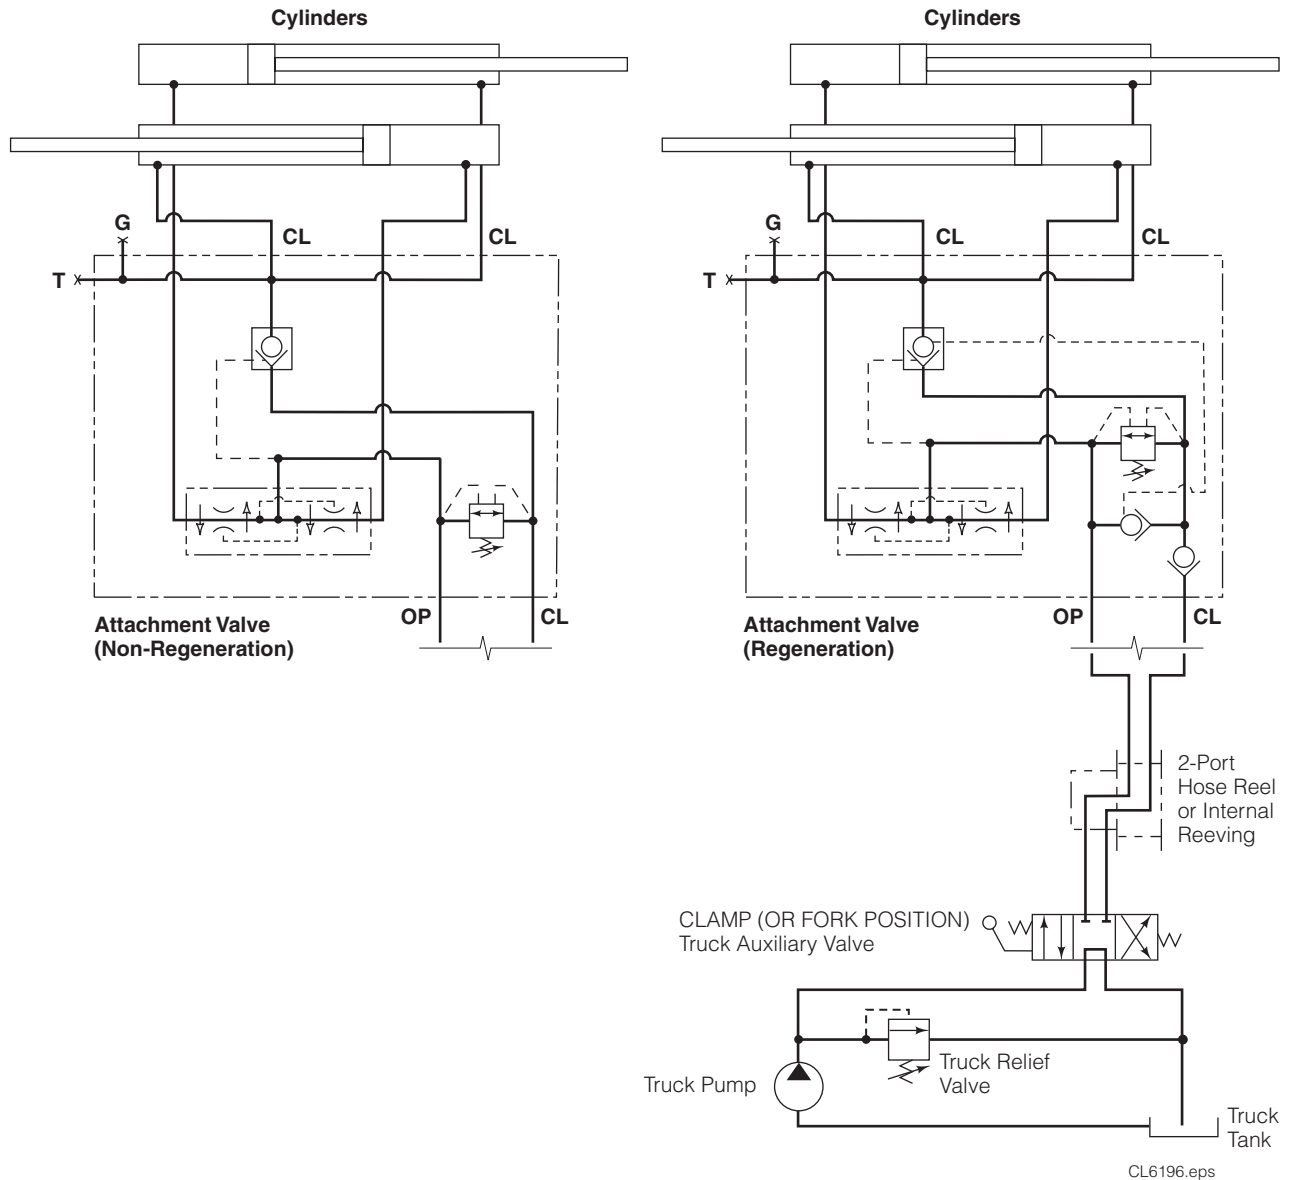 Cylinders
Cylinders
G
CL
CL
T
G
CL
CL
T
OP
CL
Attachment Valve
(Non-Regeneration)
OP
CL
Attachment Valve
(Regeneration)
2-Port
Hose Reel
or Internal
Reeving
CLAMP (OR FORK POSITION)
Truck Auxiliary Valve
Truck Relief
Valve
Truck Pump
Truck
Tank
CL6196.eps